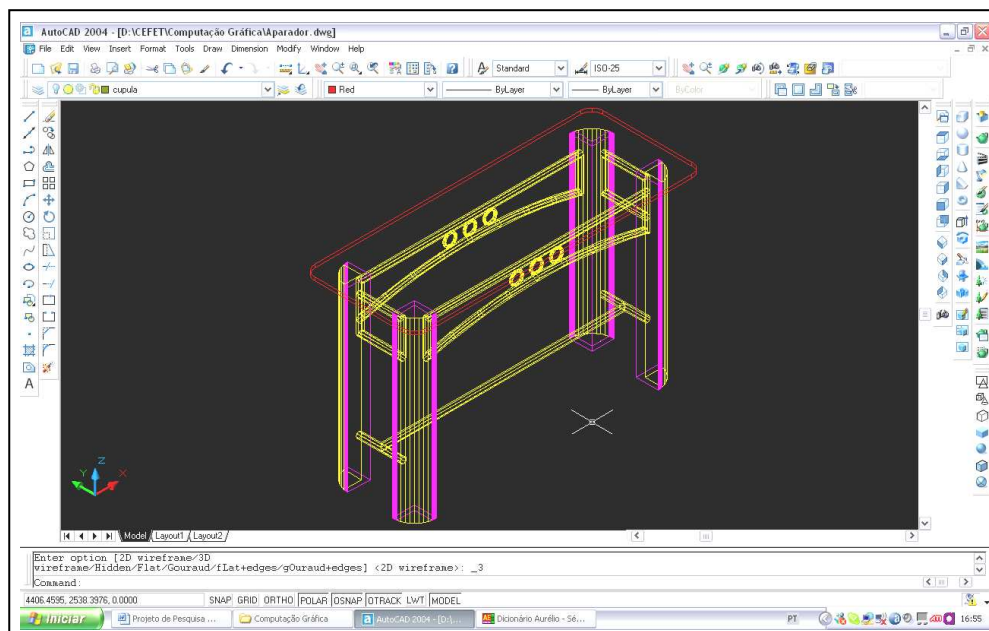 AutoCAD 2004 - [D:\CEFET\Computação Gráfica\Aparador.dwg]
File Edit View Insert Format Tools Draw Dimension Modify Window Help
Standard ISO-25
cupula Red ByLayer ByLayer ByColor
Z
Y X
Model Layout1 Layout2
Enter option [2D wireframe/3D
wireframe/Hidden/Flat/Gouraud/fLat+edges/gOuraud+edges] <2D wireframe>: _3
Command:
4406.4595, 2538.3976, 0.0000 SNAP GRID ORTHO POLAR OSNAP OTRACK LWT MODEL
Iniciar Projeto de Pesquisa ... Computação Gráfica AutoCAD 2004 - [D:\... Dicionário Aurélio - Sé... PT 16:55